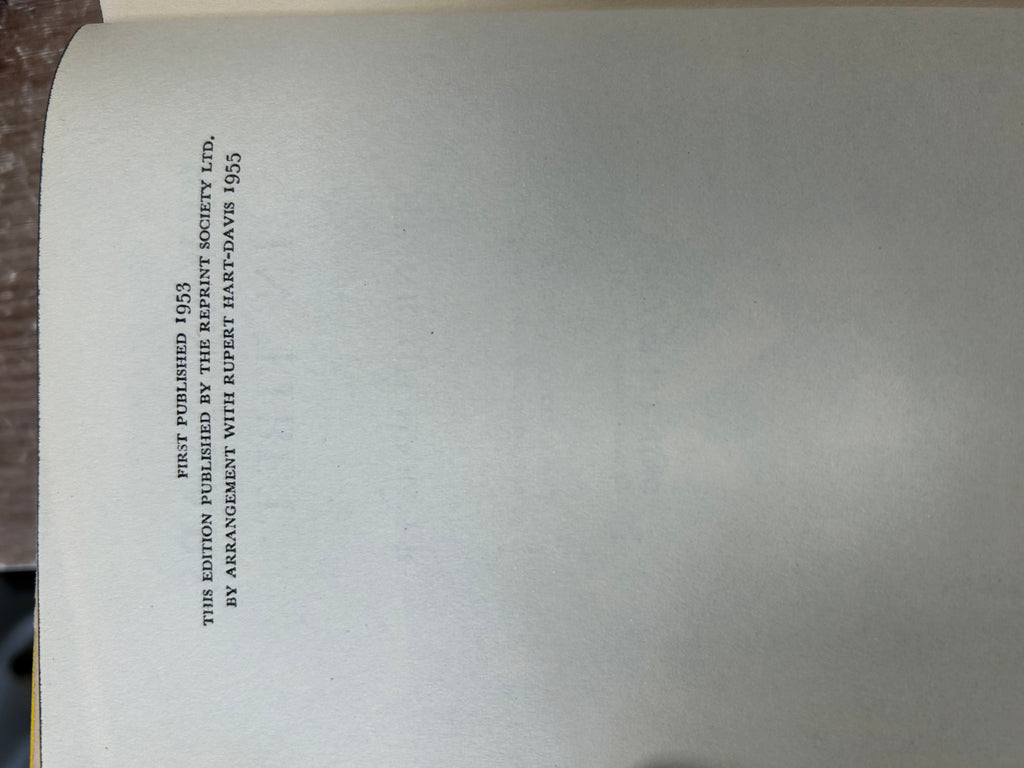 FIRST PUBLISHED 1953
THIS EDITION PUBLISHED BY THE REPRINT SOCIETY LTD.
BY ARRANGEMENT WITH RUPERT HART-DAVIS 1955